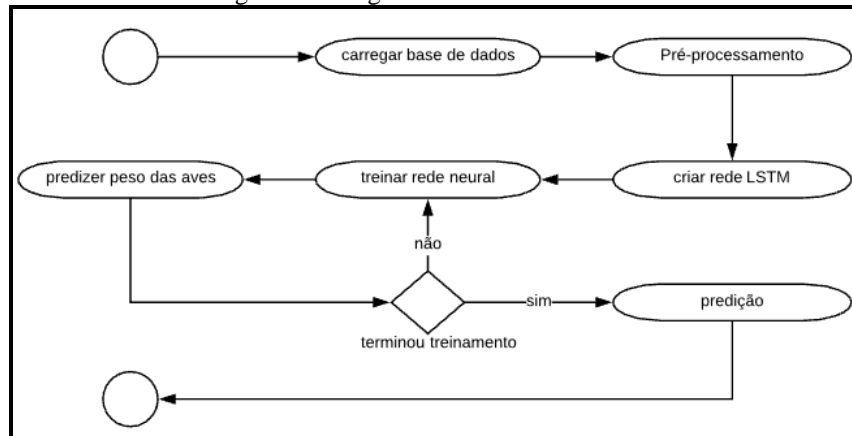 carregar base de dados
Pré-processamento
predizer peso das aves
treinar rede neural
criar rede LSTM
não
sim
predição
terminou treinamento